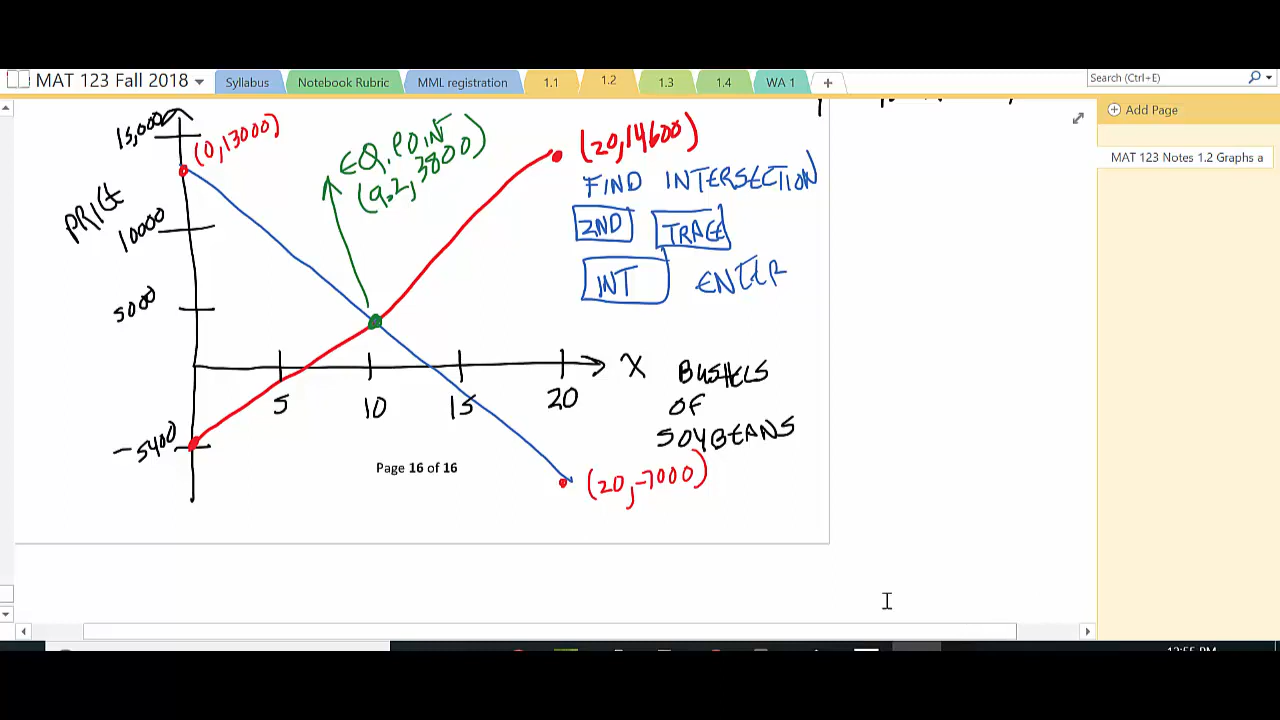 MAT 123 Fall 2018
Syllabus
Notebook Rubric
MML registration
1.1
1.2
1.3
1.4
WA 1
+
Search (Ctrl+E)
Add Page
MAT 123 Notes 1.2 Graphs a
15,000
(0,13000)
EQ. POINT
(9.2, 3800)
(20,14600)
FIND INTERSECTION
2ND TRACE
INT ENTER
PRICE
10000
5000
X
5
10
15
20
BUSHELS
OF
SOYBEANS
-5400
Page 16 of 16
(20,-7000)